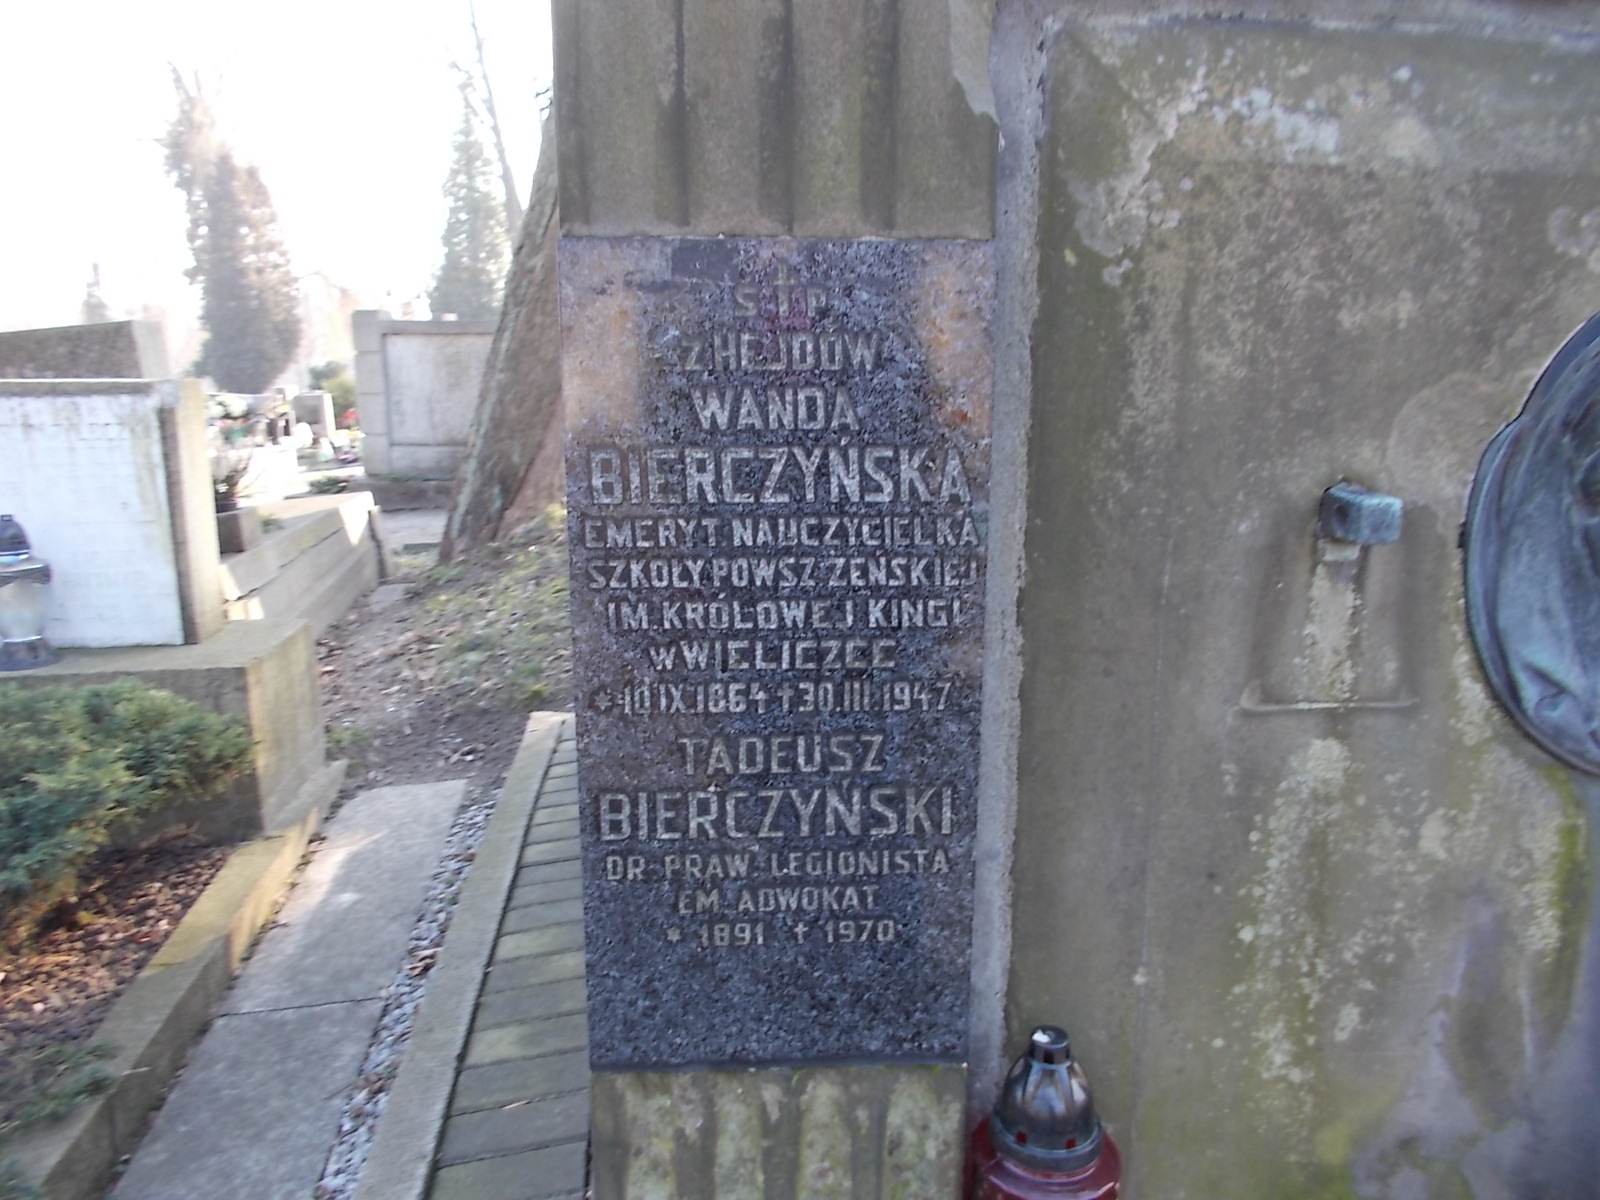 Ś † P
Z HEJDÓW
WANDA
BIERCZYŃSKA
EMERYT NAUCZYCIELKA
SZKOŁY POWSZ ŻEŃSKIEJ
IM. KRÓLOWEJ KINGI
W WIELICZCE
* 10.IX.1864 † 30.III.1947
TADEUSZ
BIERCZYŃSKI
DR PRAW. LEGIONISTA
EM. ADWOKAT
* 1891 † 1970